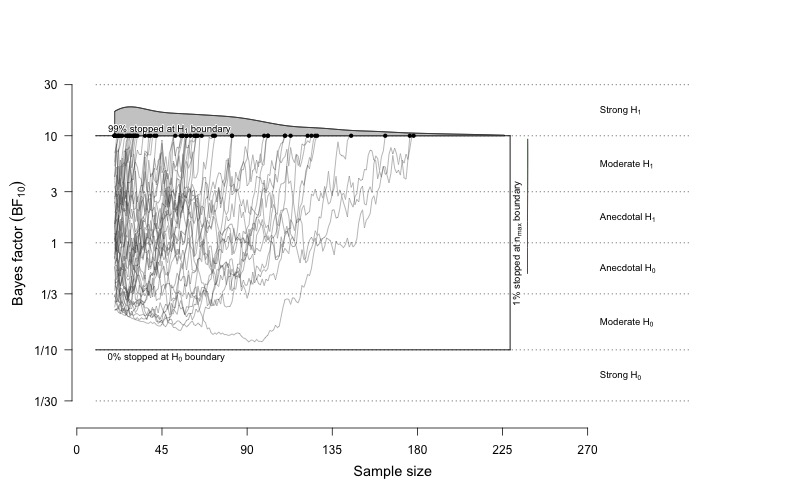 30
Strong H1
99% stopped at H1 boundary
10
Moderate H1
3
Anecdotal H1
1
Anecdotal H0
1/3
Moderate H0
1/10
0% stopped at H0 boundary
Strong H0
1/30
Bayes factor (BF10)
1% stopped at nmax boundary
0 45 90 135 180 225 270
Sample size